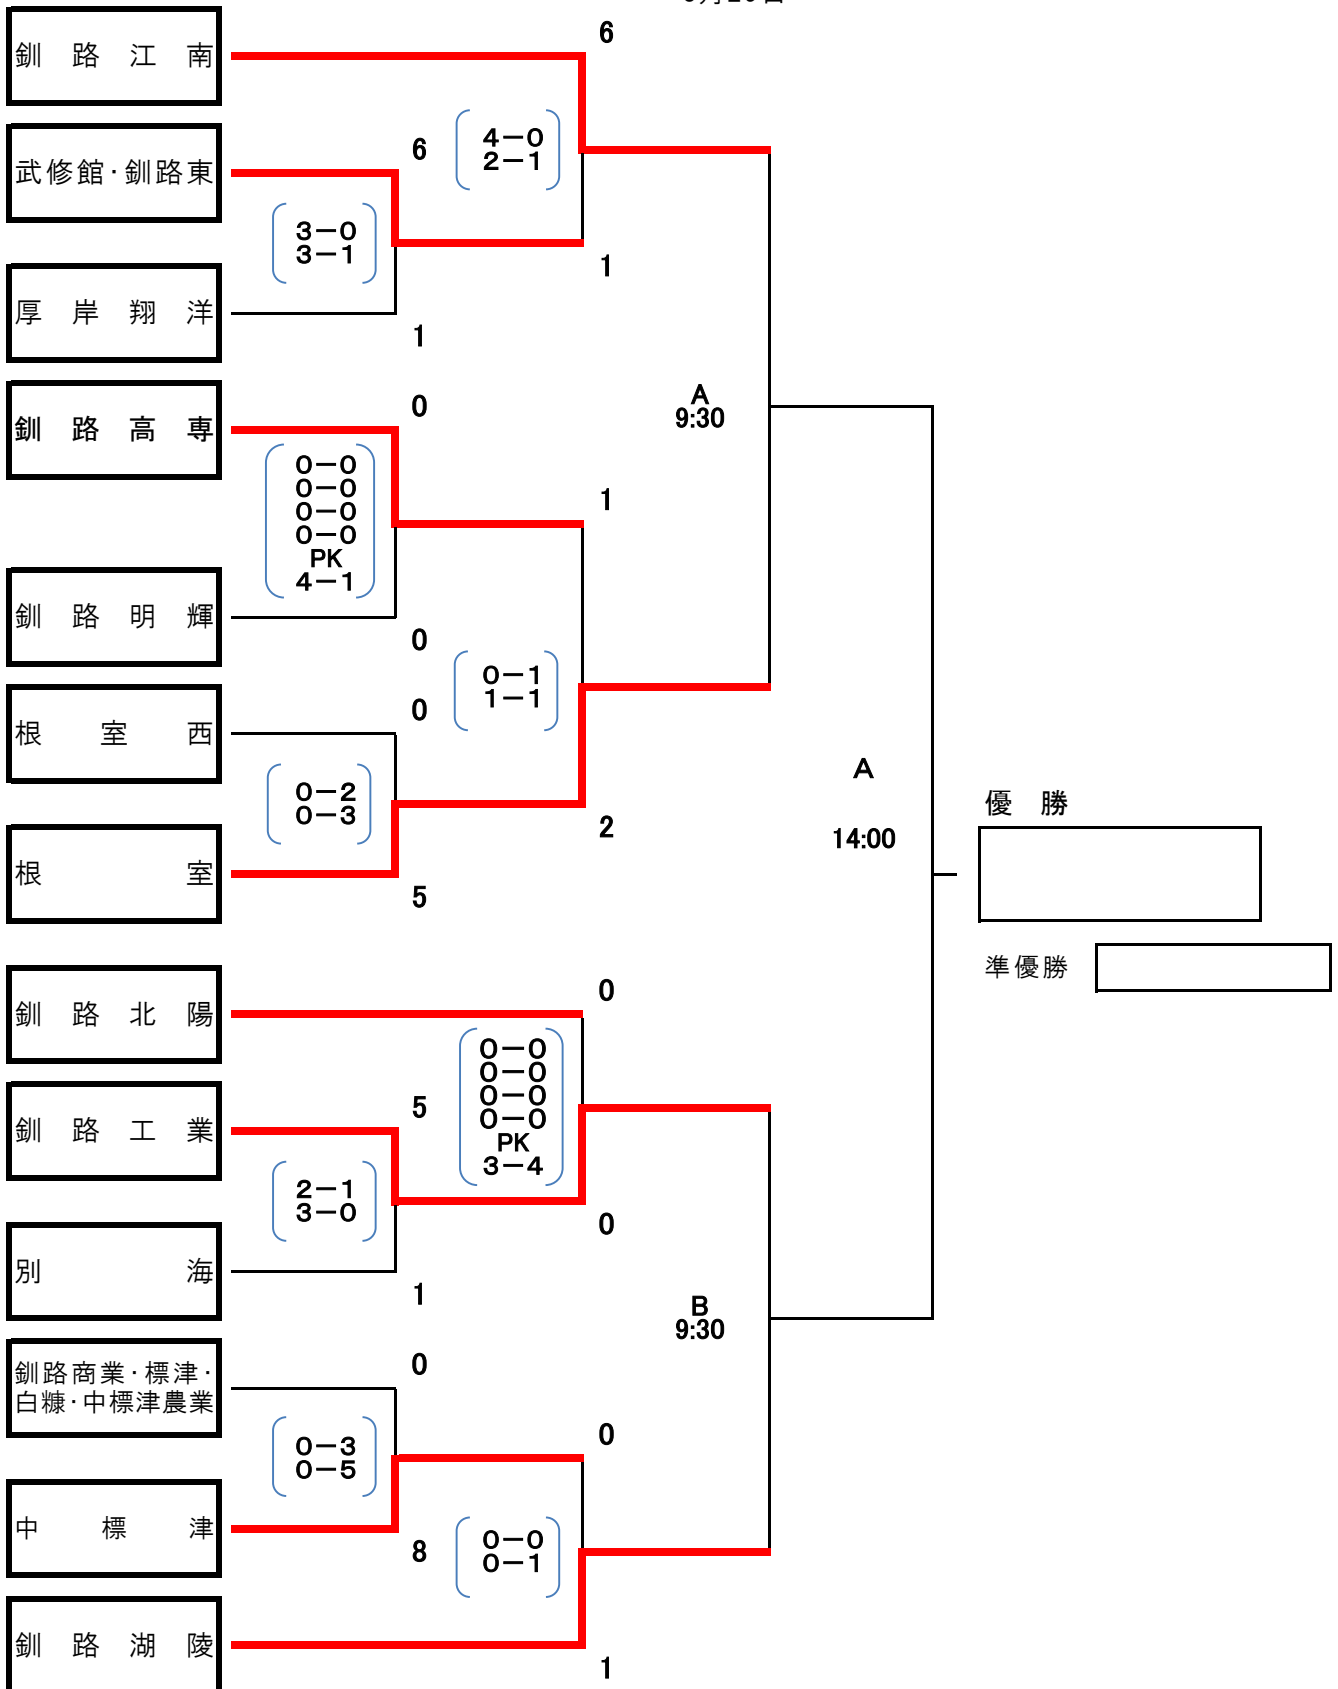 6
釧路江南
4-0
2-1
6
武修館・釧路東
3-0
3-1
1
厚岸翔洋
1
0
A
9:30
釧路高専
0-0
0-0
0-0
0-0
PK
4-1
1
釧路明輝
0
0-1
1-1
0
根室西
0-2
0-3
2
A
14:00
優勝
根室
5
準優勝
0
釧路北陽
0-0
0-0
0-0
0-0
PK
3-4
5
釧路工業
2-1
3-0
0
別海
1
B
9:30
0
釧路商業・標津・
白糠・中標津農業
0-3
0-5
0
中標津
8
0-0
0-1
釧路湖陵
1